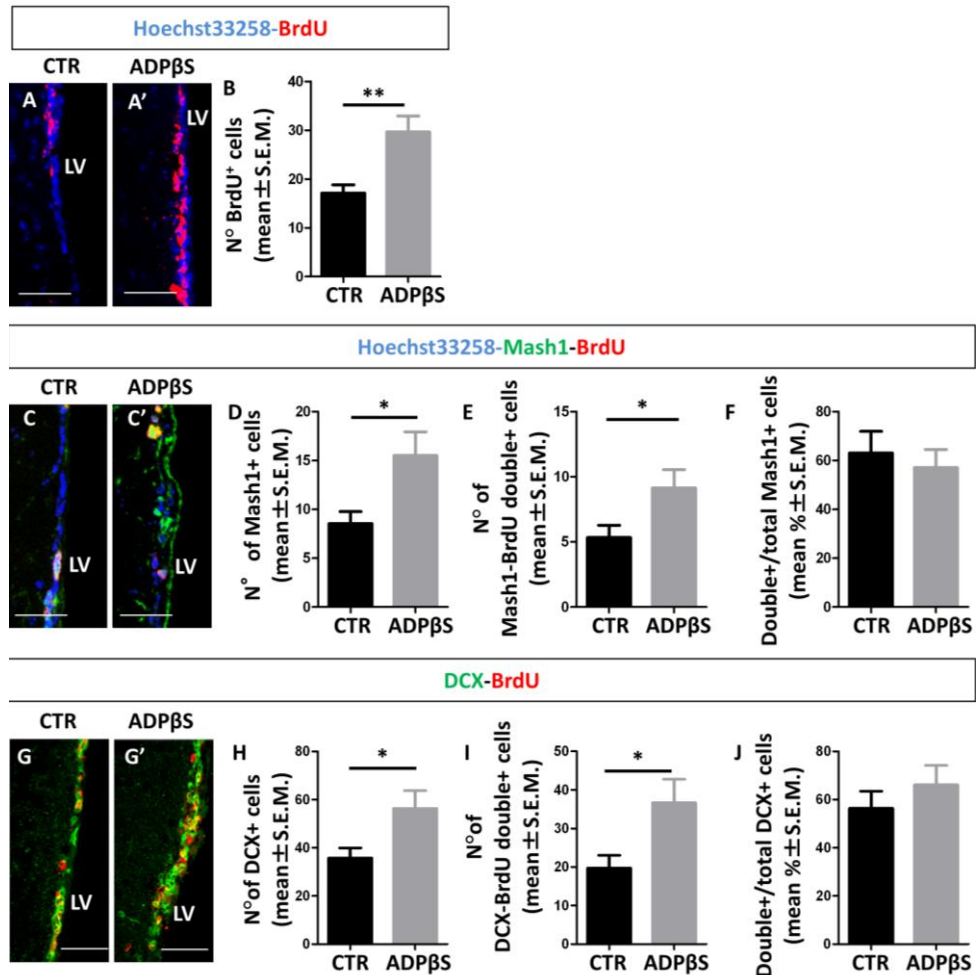 Hoechst33258-BrdU
CTR
ADPβS
A
LV
A'
LV
B
N° BrdU⁺ cells
(mean±S.E.M.)
40
30
20
10
0
**
CTR
ADPβS
Hoechst33258-Mash1-BrdU
CTR
ADPβS
C
LV
C'
LV
D
N° of Mash1+ cells
(mean±S.E.M.)
20
15
10
5
0
*
CTR
ADPβS
E
N° of
Mash1-BrdU double+ cells
(mean±S.E.M.)
15
10
5
0
*
CTR
ADPβS
F
Double+/total Mash1+ cells
(mean %±S.E.M.)
80
60
40
20
0
CTR
ADPβS
DCX-BrdU
CTR
ADPβS
G
LV
G'
LV
H
N°of DCX+ cells
(mean±S.E.M.)
100
80
60
40
20
0
*
CTR
ADPβS
I
N°of
DCX-BrdU double+ cells
(mean±S.E.M.)
50
40
30
20
10
0
*
CTR
ADPβS
J
Double+/total DCX+ cells
(mean %±S.E.M.)
100
80
60
40
20
0
CTR
ADPβS